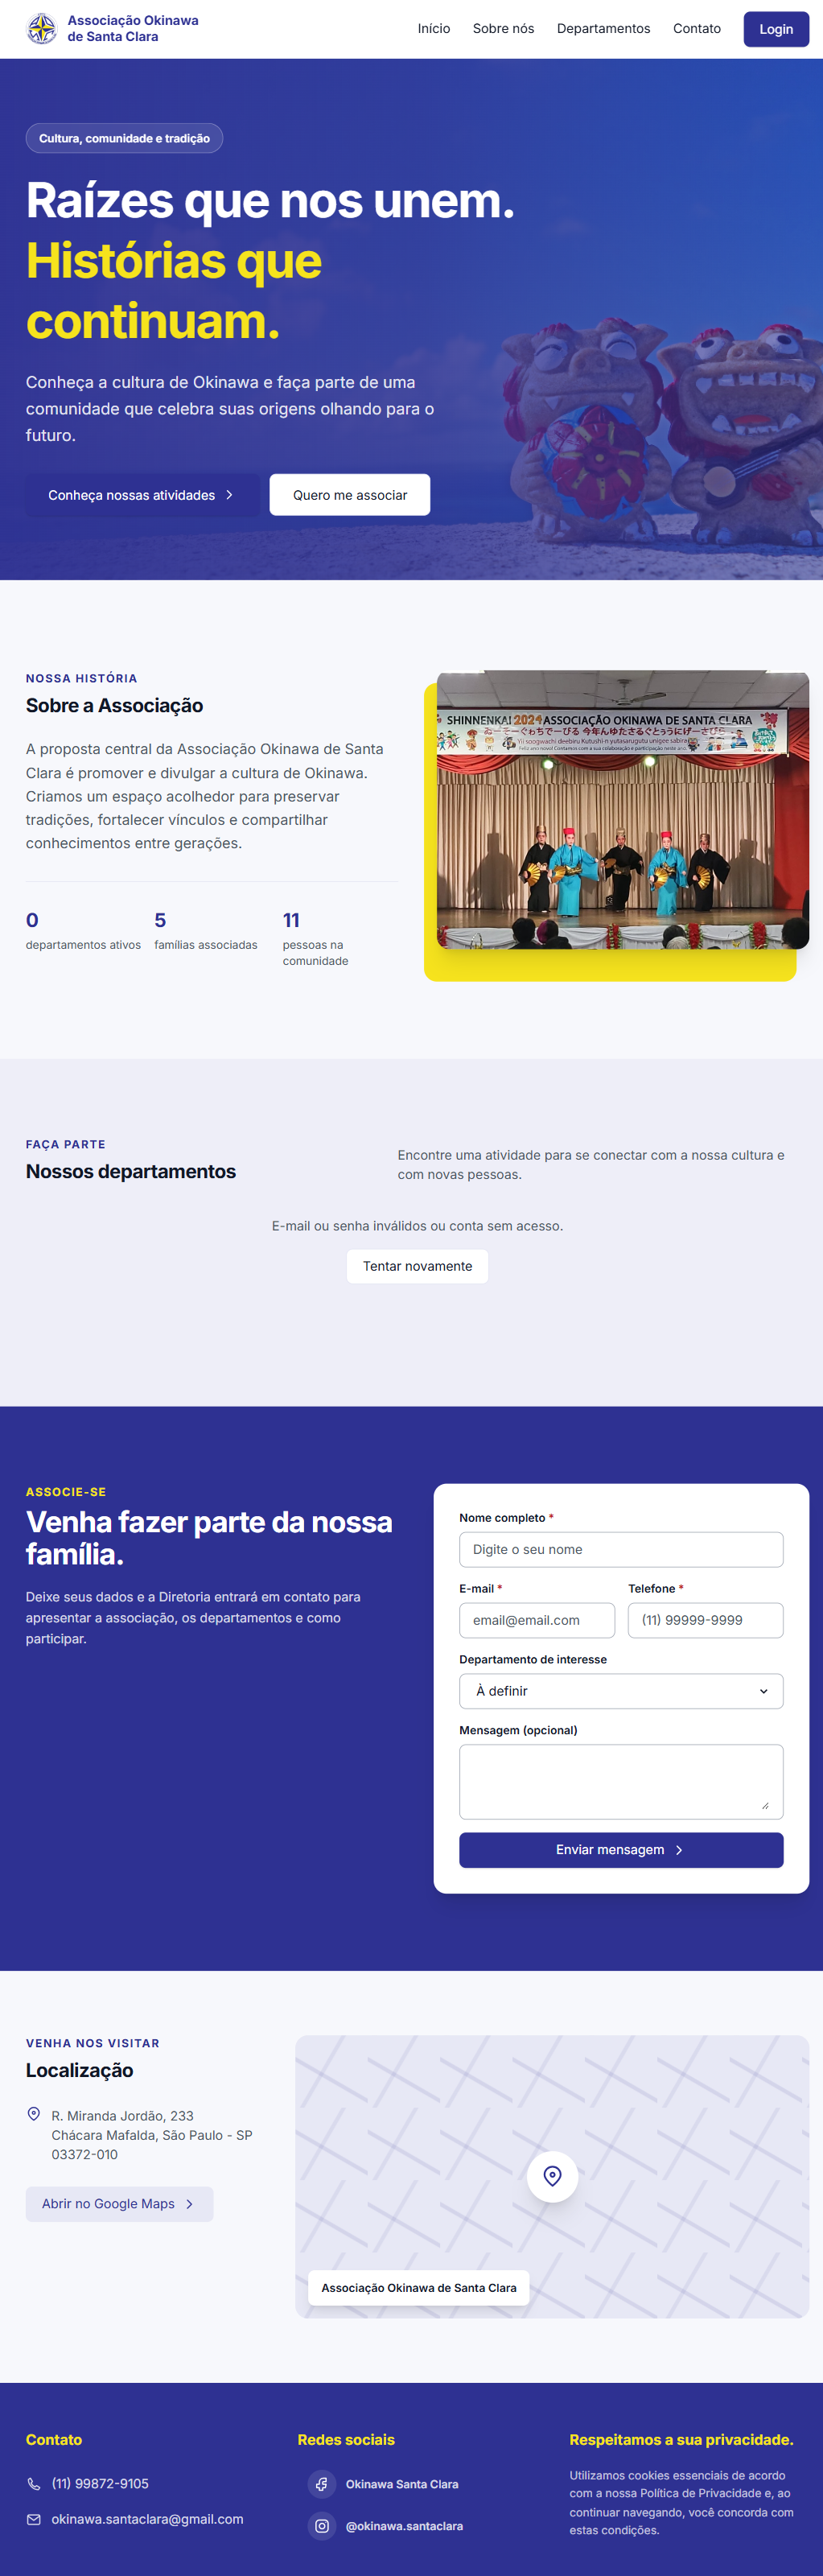 Associação Okinawa
de Santa Clara
Início
Sobre nós
Departamentos
Contato
Login
Cultura, comunidade e tradição
Raízes que nos unem.
Histórias que
continuam.
Conheça a cultura de Okinawa e faça parte de uma
comunidade que celebra suas origens olhando para o
futuro.
Conheça nossas atividades
Quero me associar
NOSSA HISTÓRIA
Sobre a Associação
A proposta central da Associação Okinawa de Santa
Clara é promover e divulgar a cultura de Okinawa.
Criamos um espaço acolhedor para preservar
tradições, fortalecer vínculos e compartilhar
conhecimentos entre gerações.
0
departamentos ativos
5
famílias associadas
11
pessoas na
comunidade
SHINNENKAI 2024 ASSOCIAÇÃO OKINAWA DE SANTA CLARA
FAÇA PARTE
Nossos departamentos
Encontre uma atividade para se conectar com a nossa cultura e
com novas pessoas.
E-mail ou senha inválidos ou conta sem acesso.
Tentar novamente
ASSOCIE-SE
Venha fazer parte da nossa
família.
Deixe seus dados e a Diretoria entrará em contato para
apresentar a associação, os departamentos e como
participar.
Nome completo *
Digite o seu nome
E-mail *
email@email.com
Telefone *
(11) 99999-9999
Departamento de interesse
À definir
Mensagem (opcional)
Enviar mensagem
VENHA NOS VISITAR
Localização
R. Miranda Jordão, 233
Chácara Mafalda, São Paulo - SP
03372-010
Abrir no Google Maps
Associação Okinawa de Santa Clara
Contato
(11) 99872-9105
okinawa.santaclara@gmail.com
Redes sociais
Okinawa Santa Clara
@okinawa.santaclara
Respeitamos a sua privacidade.
Utilizamos cookies essenciais de acordo
com a nossa Política de Privacidade e, ao
continuar navegando, você concorda com
estas condições.